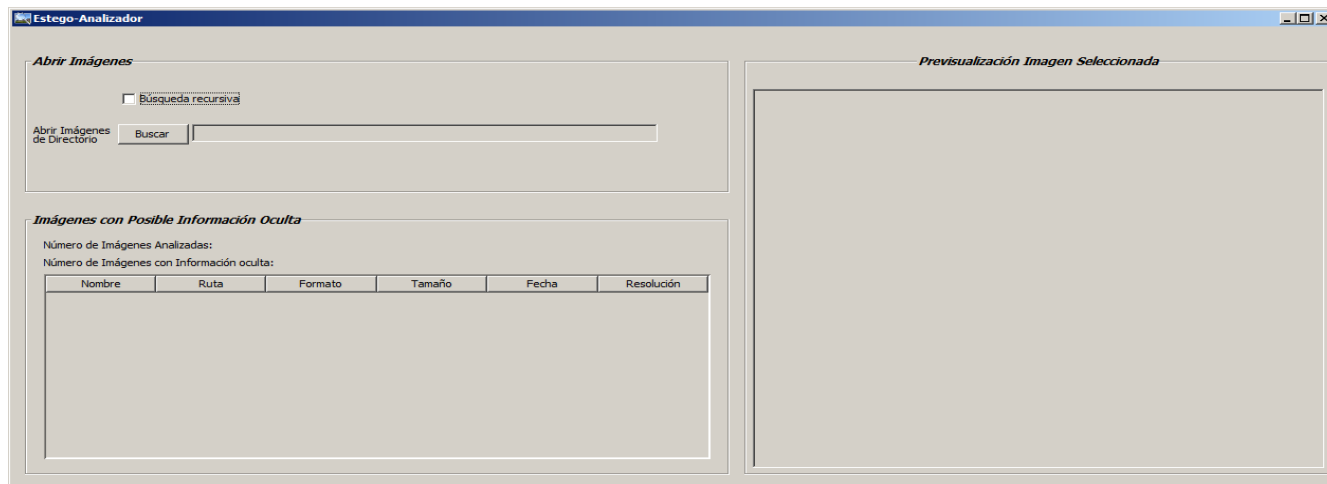 Estego-Analizador
Abrir Imágenes
Búsqueda recursiva
Abrir Imágenes
de Directorio
Buscar
Imágenes con Posible Información Oculta
Número de Imágenes Analizadas:
Número de Imágenes con Información oculta:
Nombre Ruta Formato Tamaño Fecha Resolución
Previsualización Imagen Seleccionada